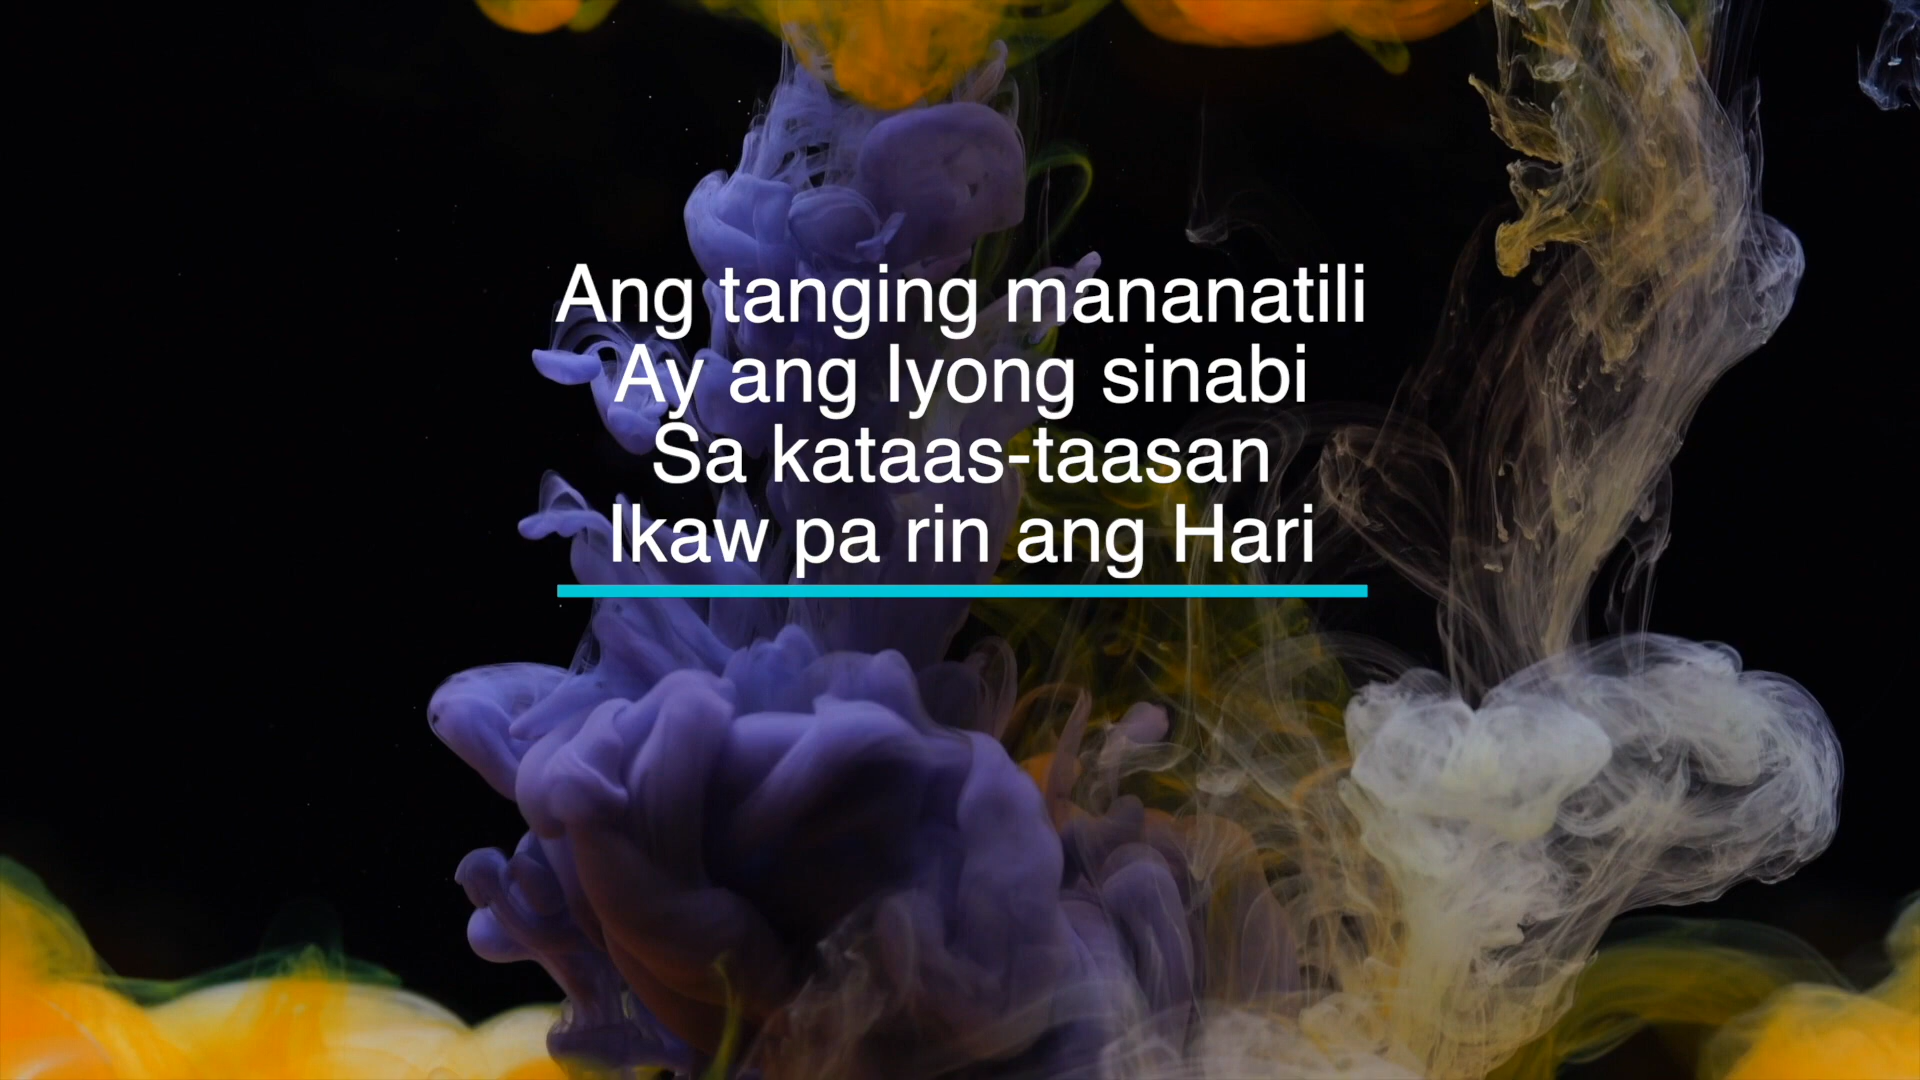 Ang tanging mananatili
Ay ang Iyong sinabi
Sa kataas-taasan
Ikaw pa rin ang Hari